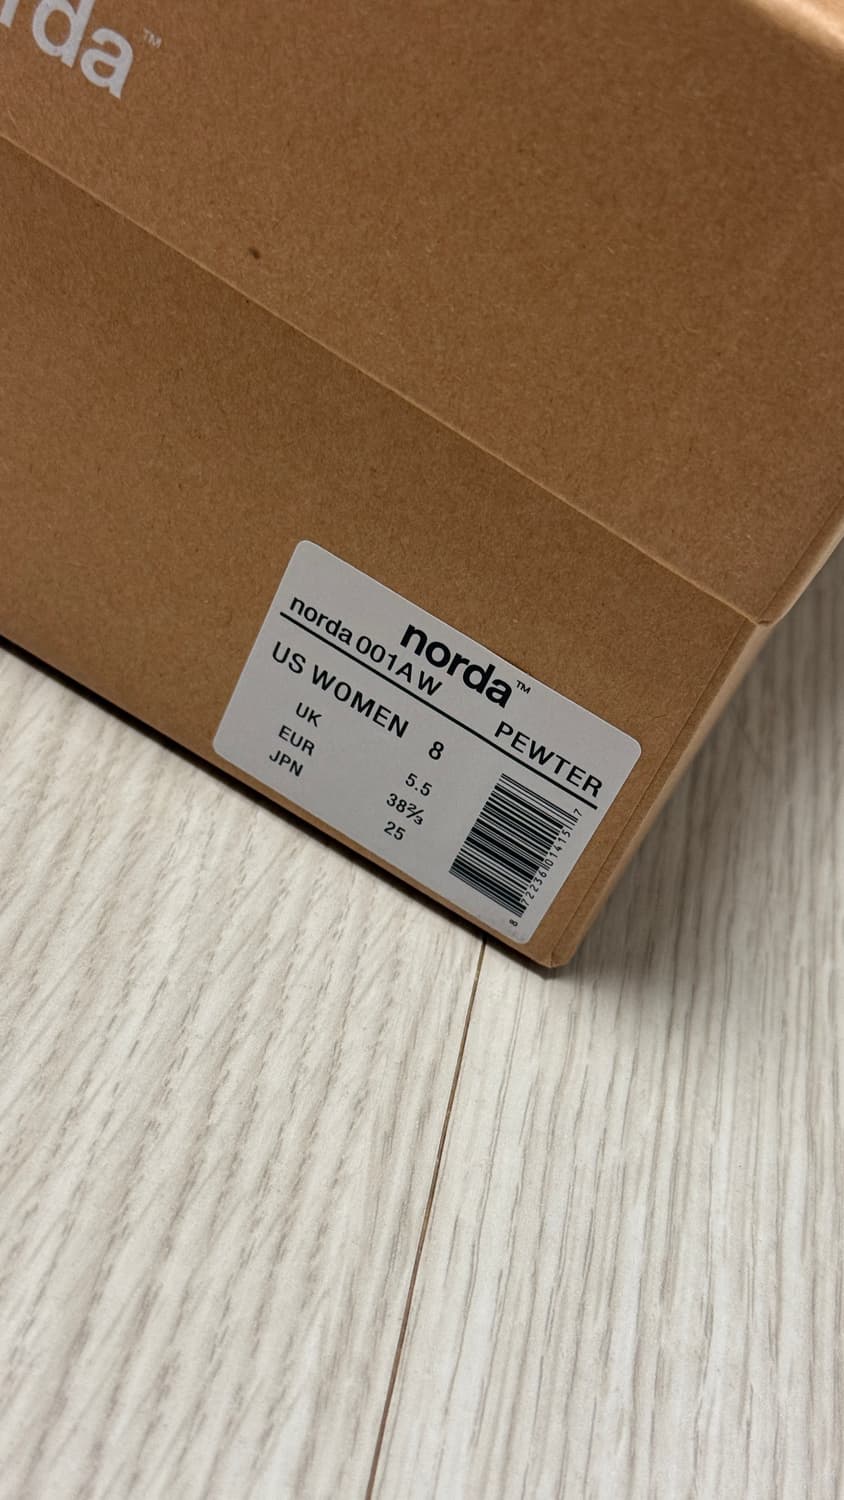 rda™
norda™
norda 001AW PEWTER
US WOMEN 8
UK 5.5
EUR 38⅔
JPN 25